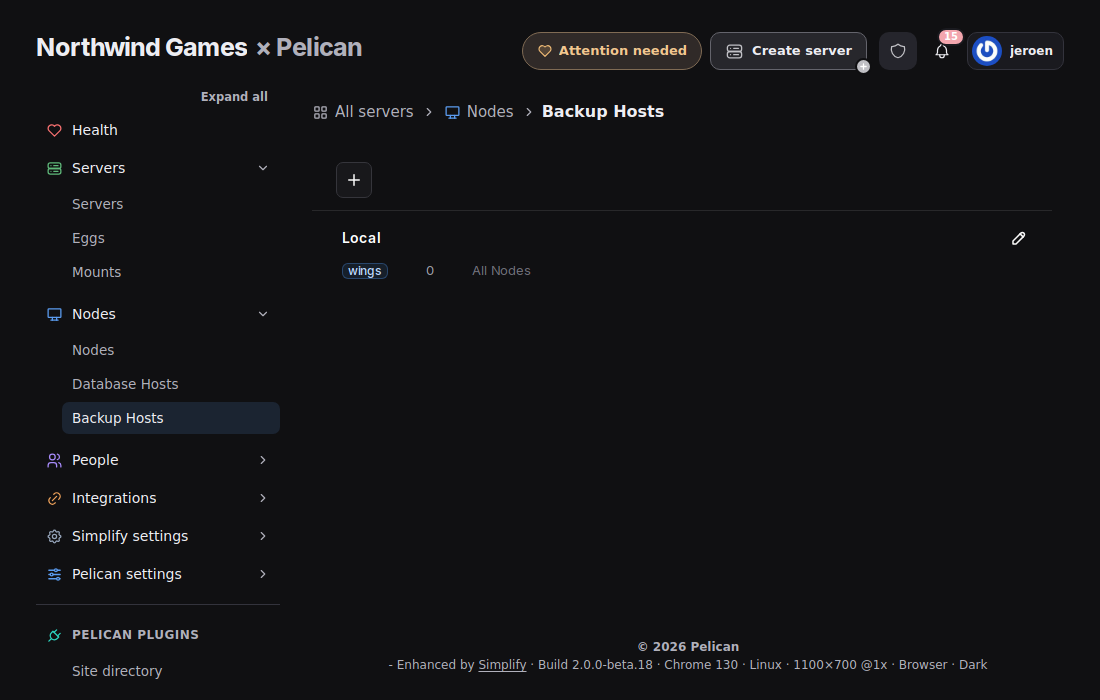 Northwind Games × Pelican
Attention needed
Create server
15
jeroen
Expand all
Health
Servers
Servers
Eggs
Mounts
Nodes
Nodes
Database Hosts
Backup Hosts
People
Integrations
Simplify settings
Pelican settings
PELICAN PLUGINS
Site directory
All servers > Nodes > Backup Hosts
Local
wings 0 All Nodes
© 2026 Pelican
- Enhanced by Simplify · Build 2.0.0-beta.18 · Chrome 130 · Linux · 1100×700 @1x · Browser · Dark